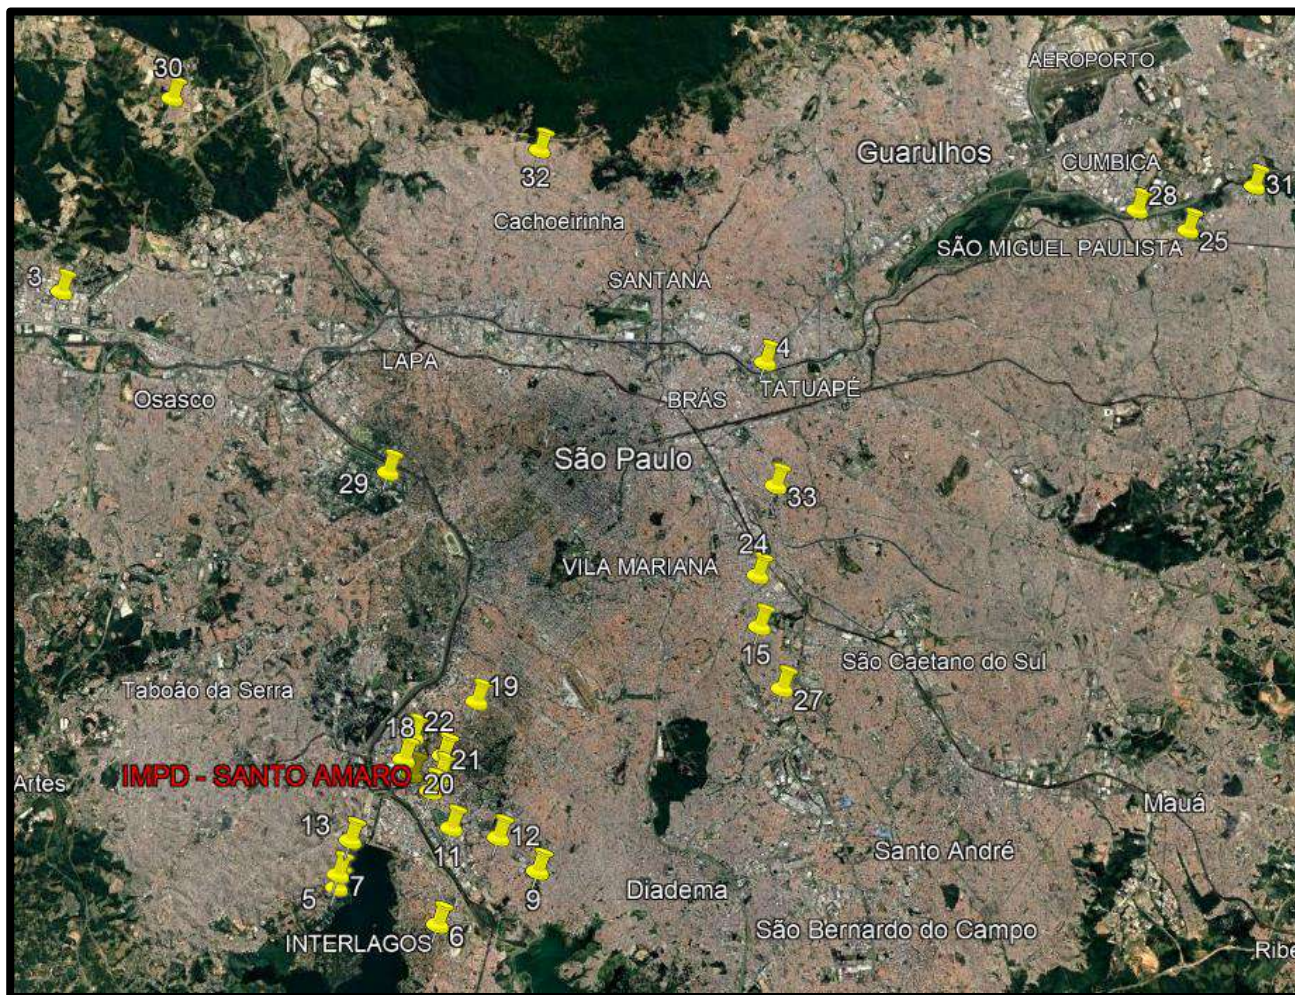 AEROPORTO
30
32
Guarulhos
CUMBICA
31
28
Cachoeirinha
25
SÃO MIGUEL PAULISTA
3
SANTANA
4
LAPA
TATUAPÉ
Osasco
BRÁS
São Paulo
29
33
24
VILA MARIANA
15
São Caetano do Sul
Taboão da Serra
19
27
18
22
21
IMPD - SANTO AMARO
20
Artes
Mauá
13
12
11
Santo André
5
7
9
Diadema
6
INTERLAGOS
São Bernardo do Campo
Ribe